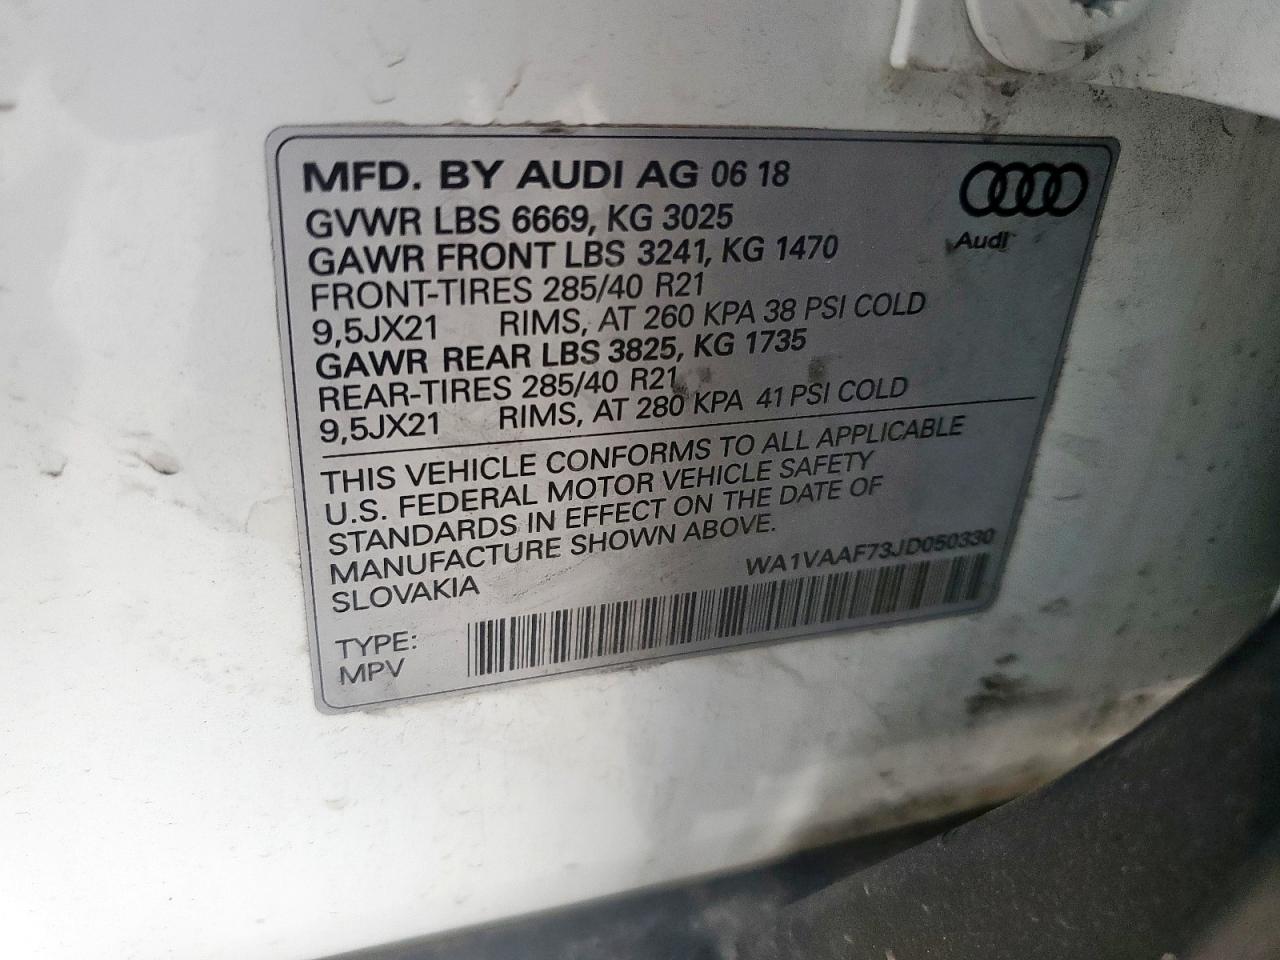 MFD. BY AUDI AG 06 18
Audi
GVWR LBS 6669, KG 3025
GAWR FRONT LBS 3241, KG 1470
FRONT-TIRES 285/40 R21
9,5JX21 RIMS, AT 260 KPA 38 PSI COLD
GAWR REAR LBS 3825, KG 1735
REAR-TIRES 285/40 R21
9,5JX21 RIMS, AT 280 KPA 41 PSI COLD
THIS VEHICLE CONFORMS TO ALL APPLICABLE
U.S. FEDERAL MOTOR VEHICLE SAFETY
STANDARDS IN EFFECT ON THE DATE OF
MANUFACTURE SHOWN ABOVE.
SLOVAKIA
WA1VAAF73JD050330
TYPE:
MPV